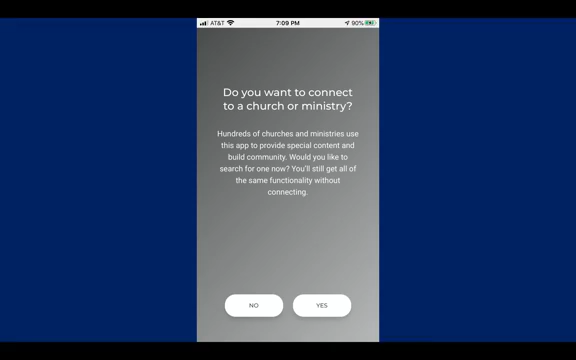 AT&T 7:09 PM 90%
Do you want to connect
to a church or ministry?
Hundreds of churches and ministries use
this app to provide special content and
build community. Would you like to
search for one now? You'll still get all of
the same functionality without
connecting.
NO YES